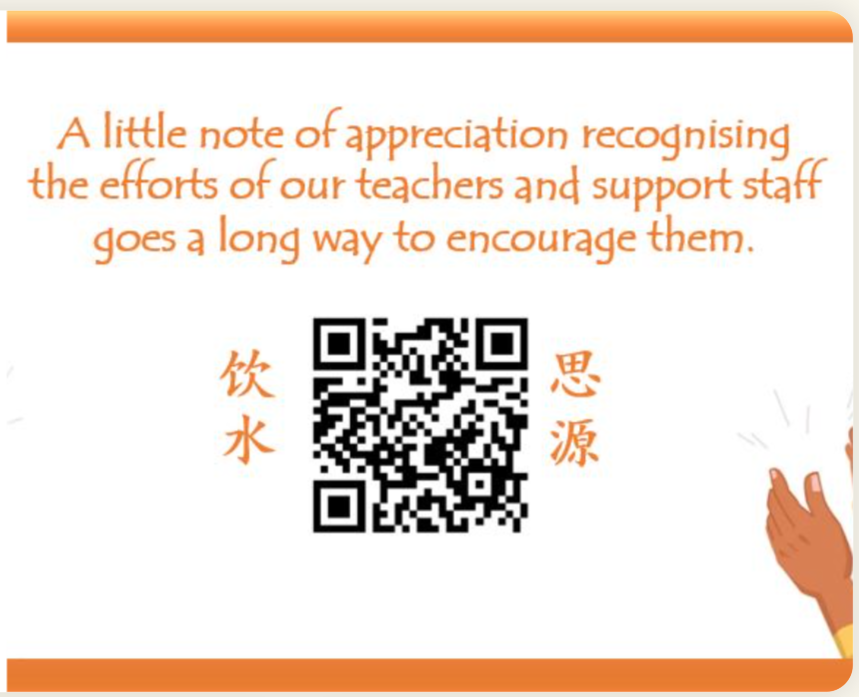 A little note of appreciation recognising
the efforts of our teachers and support staff
goes a long way to encourage them.
饮水
思源